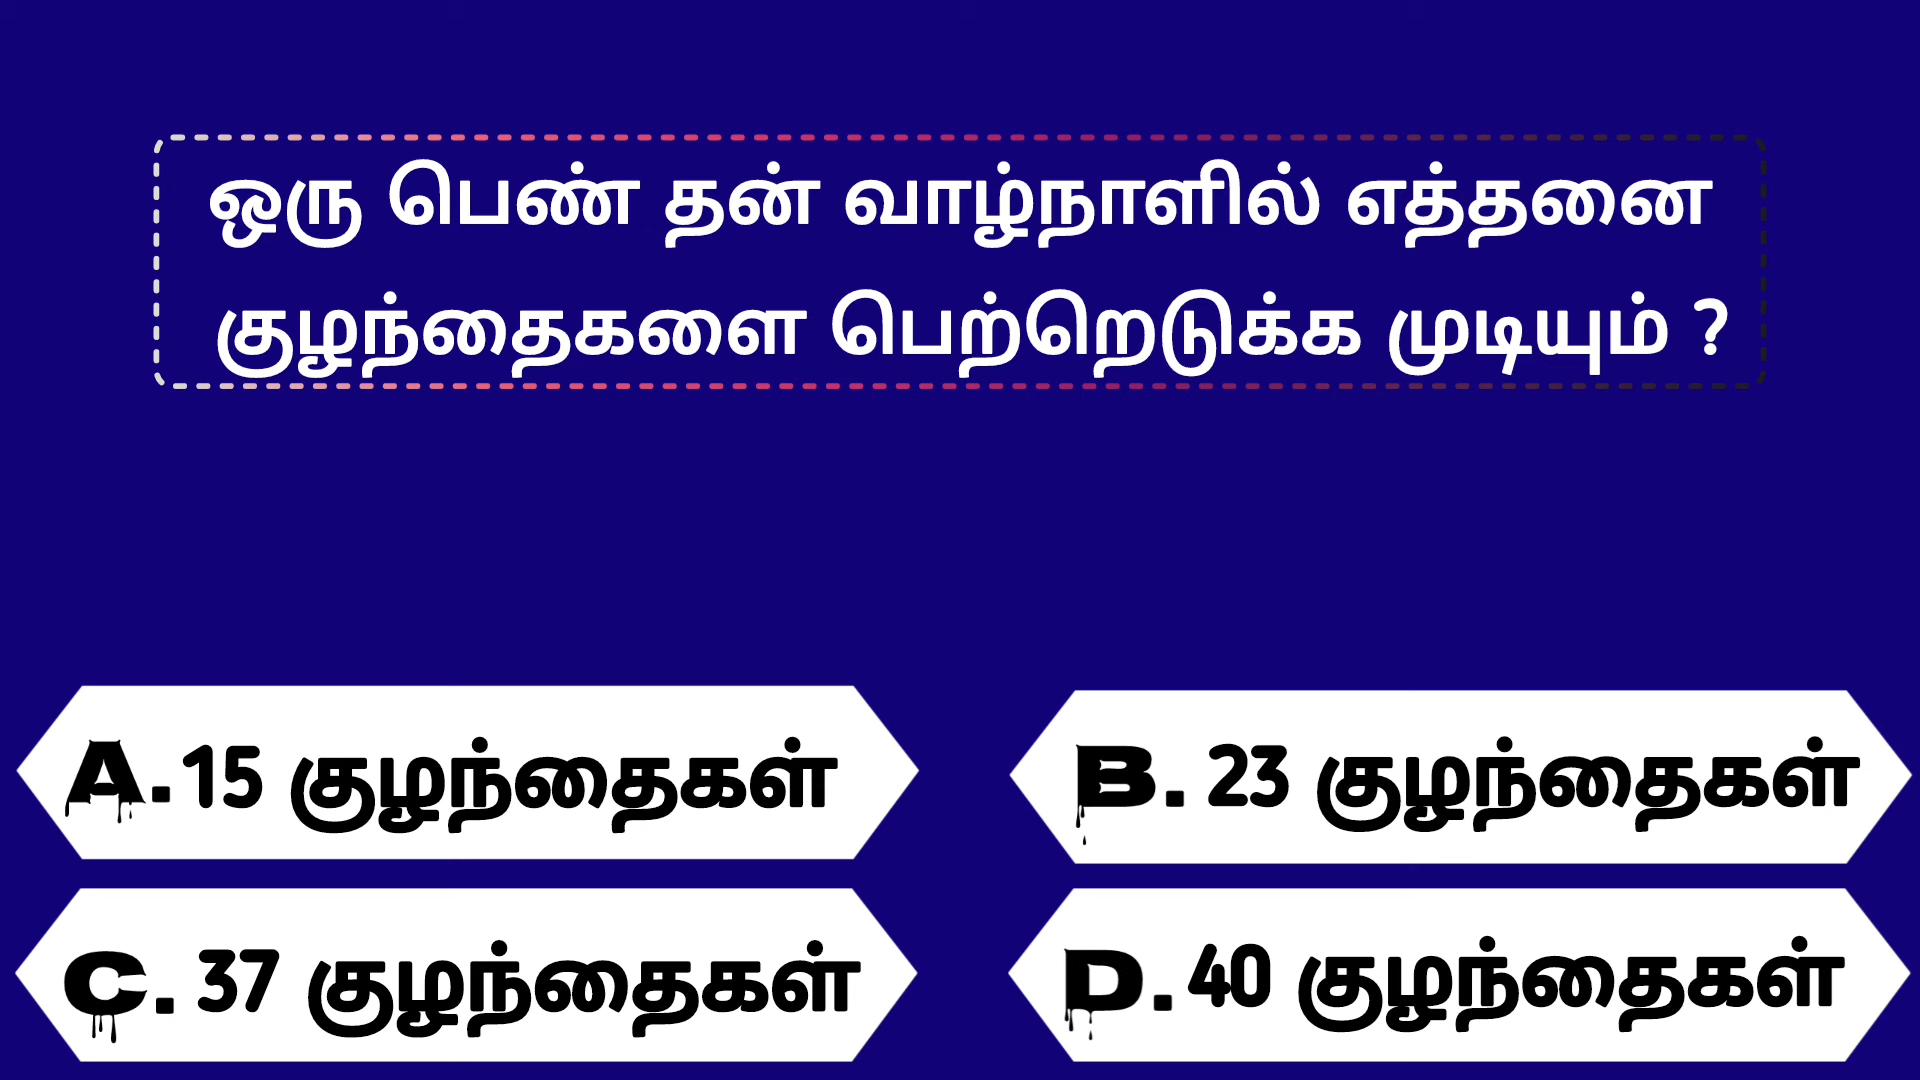 ஒரு பெண் தன் வாழ்நாளில் எத்தனை
குழந்தைகளை பெற்றெடுக்க முடியும் ?
A. 15 குழந்தைகள்
B. 23 குழந்தைகள்
C. 37 குழந்தைகள்
D. 40 குழந்தைகள்